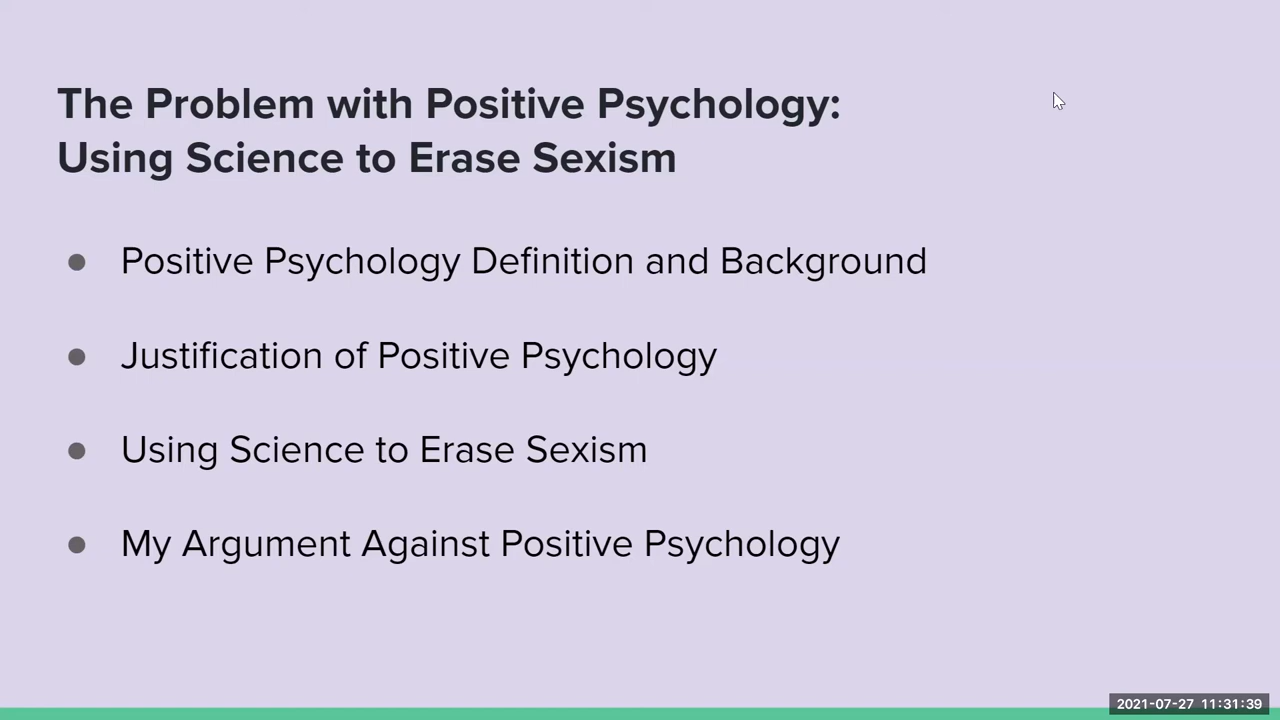 The Problem with Positive Psychology:
Using Science to Erase Sexism
● Positive Psychology Definition and Background
● Justification of Positive Psychology
● Using Science to Erase Sexism
● My Argument Against Positive Psychology
2021-07-27 11:31:39